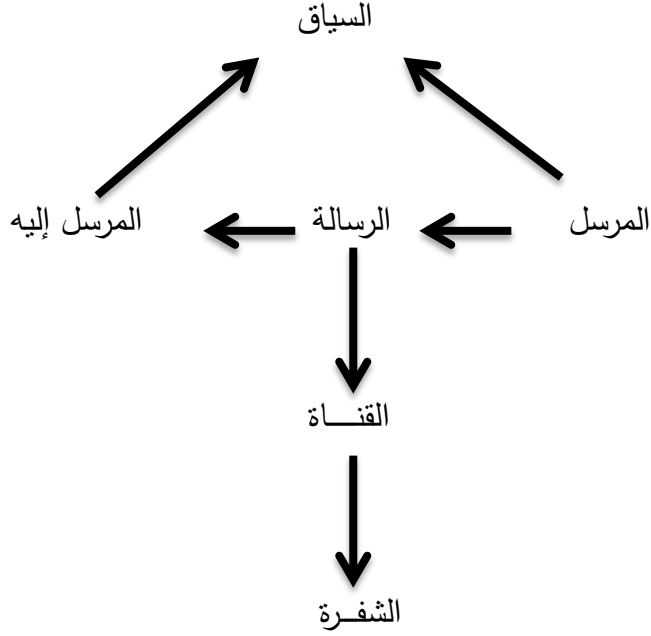 السياق
المرسل
الرسالة
المرسل إليه
القنـــاة
الشفـرة